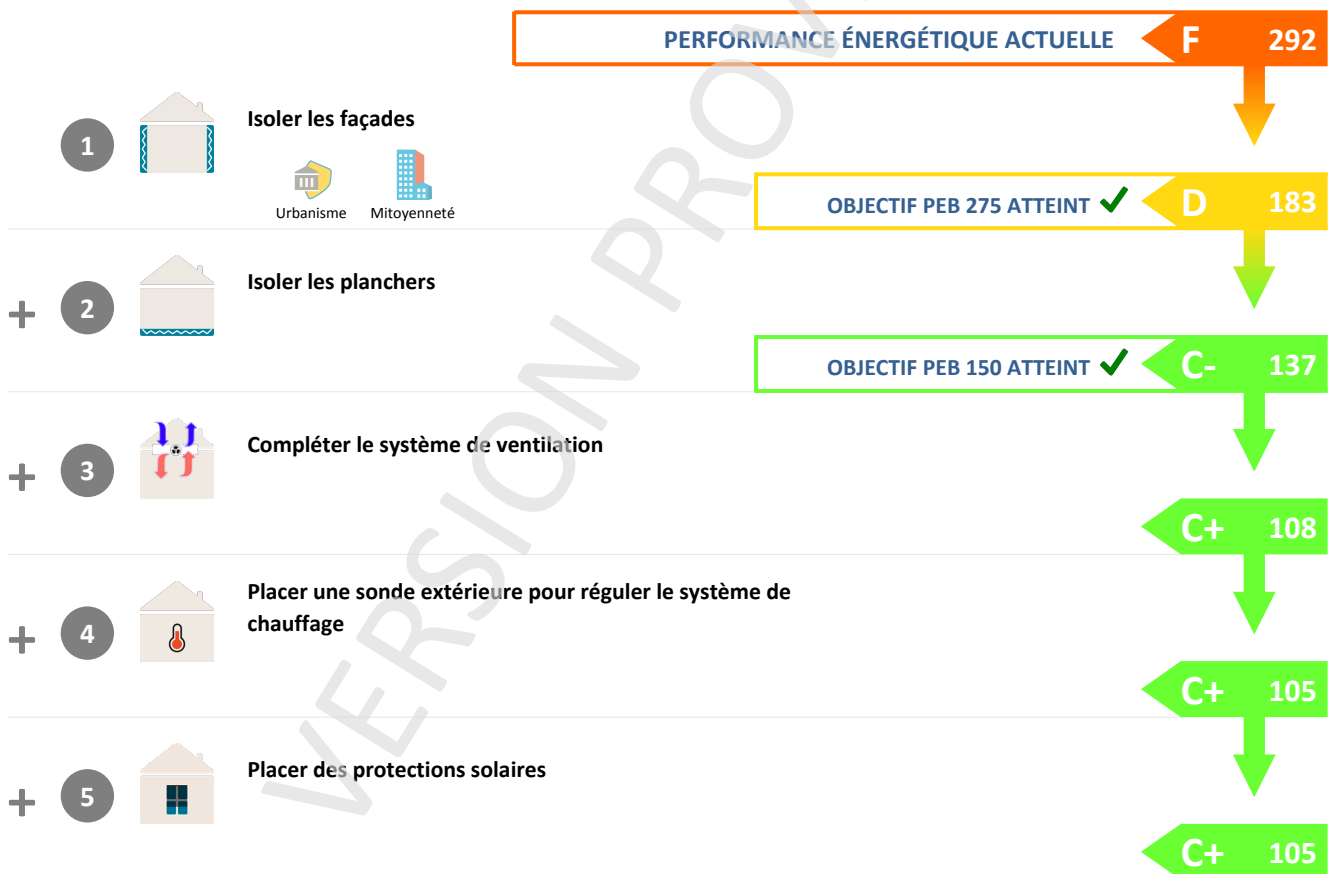 PERFORMANCE ÉNERGÉTIQUE ACTUELLE F 292
1 Isoler les façades
Urbanisme Mitoyenneté
OBJECTIF PEB 275 ATTEINT D 183
+ 2 Isoler les planchers
OBJECTIF PEB 150 ATTEINT C- 137
+ 3 Compléter le système de ventilation
C+ 108
+ 4 Placer une sonde extérieure pour réguler le système de
chauffage
C+ 105
+ 5 Placer des protections solaires
C+ 105
VERSION PROV